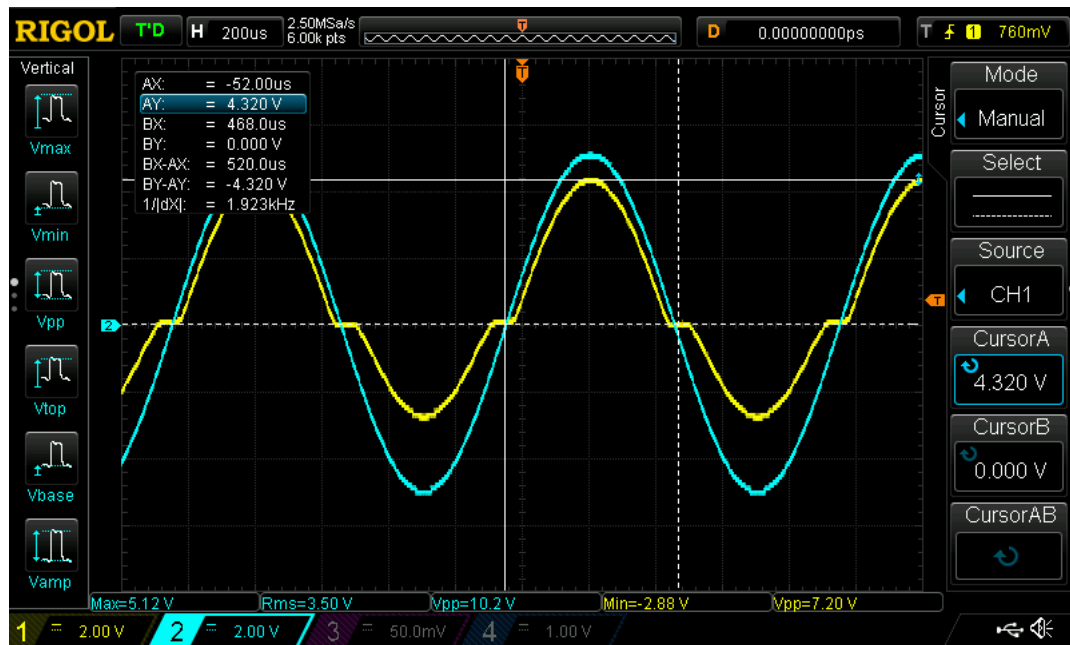 RIGOL T'D H 200us 2.50MSa/s 6.00k pts T D 0.00000000ps T 1 760mV
Vertical
Vmax
Vmin
Vpp
Vtop
Vbase
Vamp
T
AX: = -52.00us
AY: = 4.320 V
BX: = 468.0us
BY: = 0.000 V
BX-AX: = 520.0us
BY-AY: = -4.320 V
1/|dX|: = 1.923kHz
2
T
Cursor
Mode
Manual
Select
Source
CH1
CursorA
4.320 V
CursorB
0.000 V
CursorAB
Max=5.12 V Rms=3.50 V Vpp=10.2 V Min=-2.88 V Vpp=7.20 V
1 = 2.00 V 2 = 2.00 V 3 = 50.0mV 4 = 1.00 V